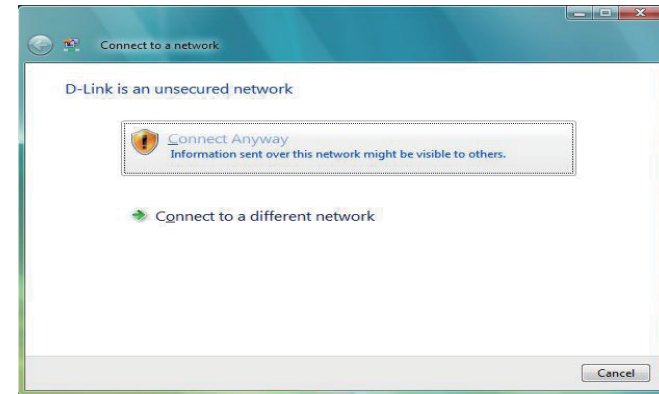 Connect to a network
D-Link is an unsecured network
Connect Anyway
Information sent over this network might be visible to others.
Connect to a different network
Cancel